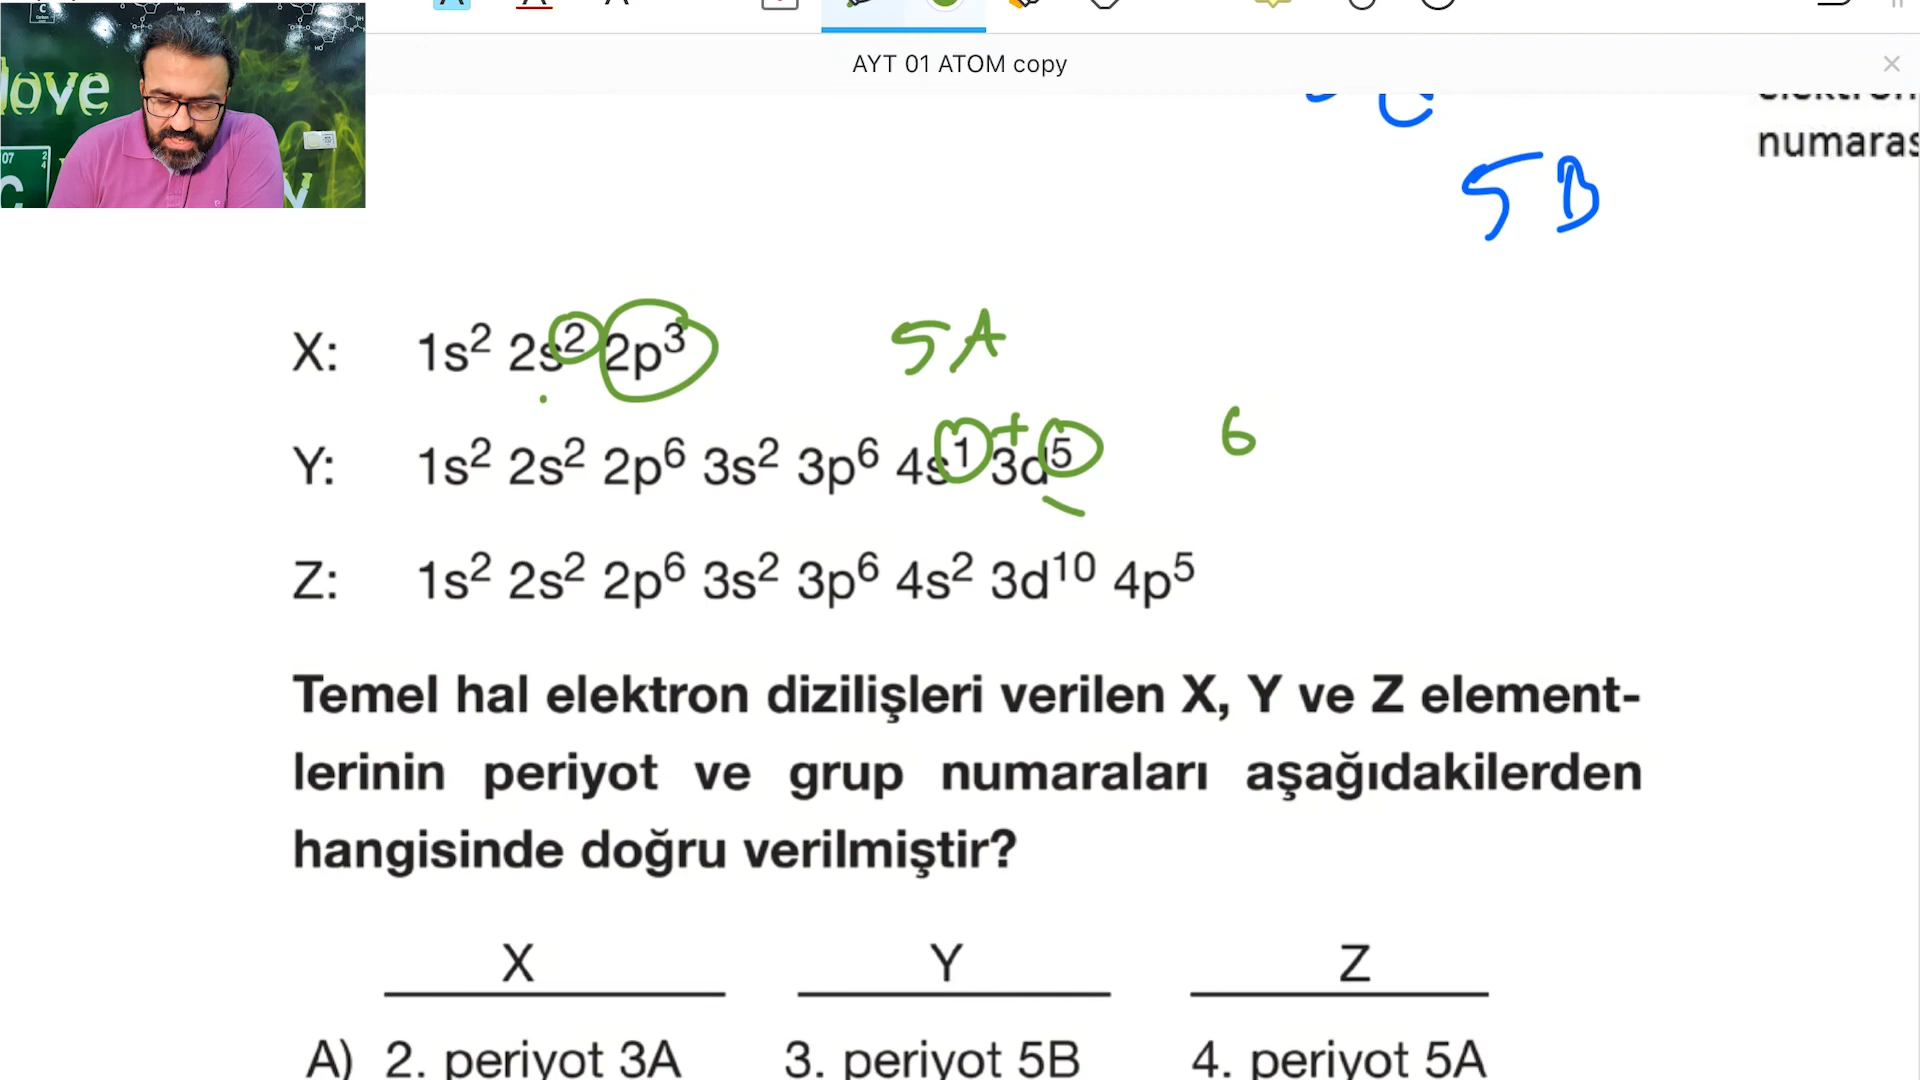 AYT 01 ATOM copy
love
numaras
5B
X: 1s² 2s² 2p³ 5A
Y: 1s² 2s² 2p⁶ 3s² 3p⁶ 4s¹ + 3d⁵ 6
Z: 1s² 2s² 2p⁶ 3s² 3p⁶ 4s² 3d¹⁰ 4p⁵
Temel hal elektron dizilişleri verilen X, Y ve Z element-
lerinin periyot ve grup numaraları aşağıdakilerden
hangisinde doğru verilmiştir?
X Y Z
A) 2. periyot 3A 3. periyot 5B 4. periyot 5A